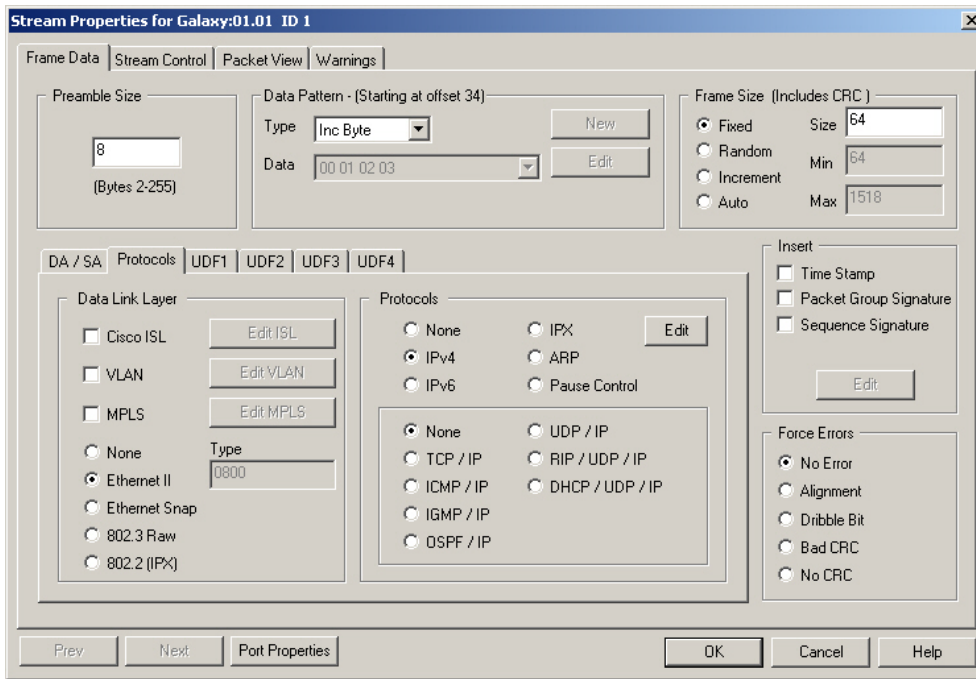 Stream Properties for Galaxy:01.01 ID 1
Frame Data
Stream Control
Packet View
Warnings
Preamble Size
8
(Bytes 2-255)
Data Pattern - (Starting at offset 34)
Type
Inc Byte
New
Data
00 01 02 03
Edit
Frame Size (Includes CRC )
Fixed
Size
64
Random
Min
64
Increment
Auto
Max
1518
DA / SA
Protocols
UDF1
UDF2
UDF3
UDF4
Data Link Layer
Cisco ISL
Edit ISL
VLAN
Edit VLAN
MPLS
Edit MPLS
None
Type
Ethernet II
0800
Ethernet Snap
802.3 Raw
802.2 (IPX)
Protocols
None
IPX
Edit
IPv4
ARP
IPv6
Pause Control
None
UDP / IP
TCP / IP
RIP / UDP / IP
ICMP / IP
DHCP / UDP / IP
IGMP / IP
OSPF / IP
Insert
Time Stamp
Packet Group Signature
Sequence Signature
Edit
Force Errors
No Error
Alignment
Dribble Bit
Bad CRC
No CRC
Prev
Next
Port Properties
OK
Cancel
Help